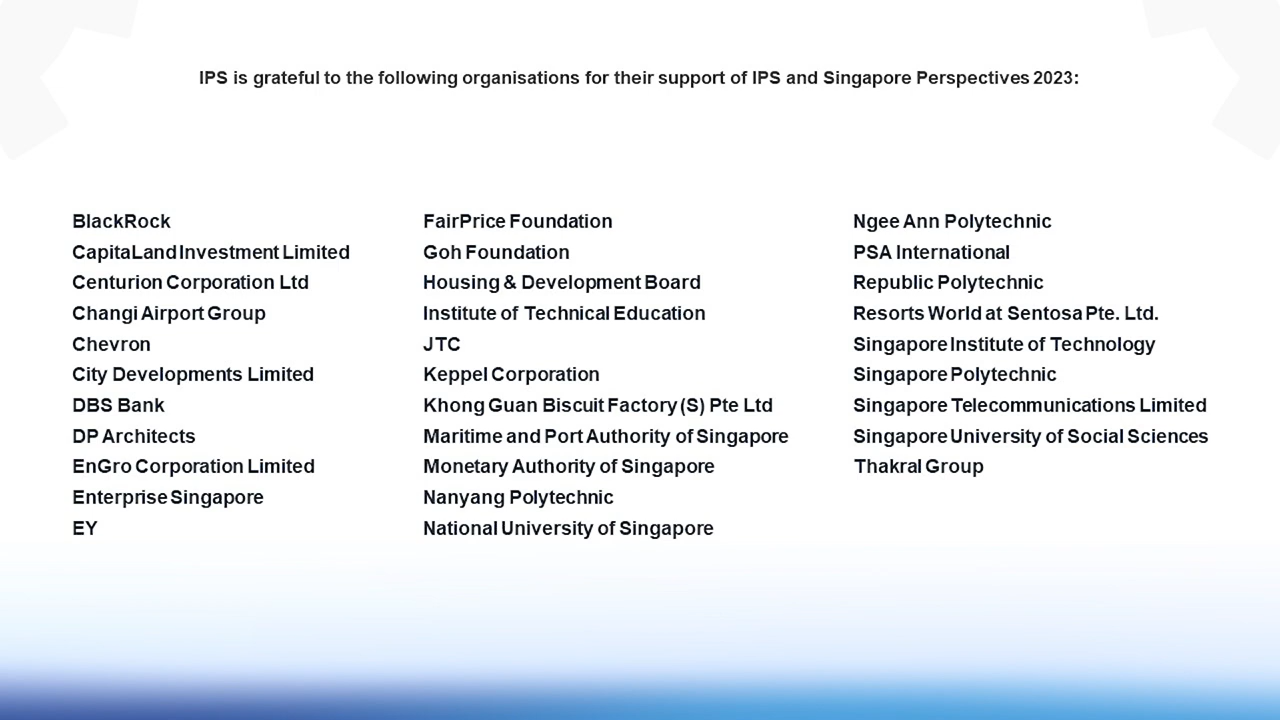 IPS is grateful to the following organisations for their support of IPS and Singapore Perspectives 2023:
BlackRock
CapitaLand Investment Limited
Centurion Corporation Ltd
Changi Airport Group
Chevron
City Developments Limited
DBS Bank
DP Architects
EnGro Corporation Limited
Enterprise Singapore
EY
FairPrice Foundation
Goh Foundation
Housing & Development Board
Institute of Technical Education
JTC
Keppel Corporation
Khong Guan Biscuit Factory (S) Pte Ltd
Maritime and Port Authority of Singapore
Monetary Authority of Singapore
Nanyang Polytechnic
National University of Singapore
Ngee Ann Polytechnic
PSA International
Republic Polytechnic
Resorts World at Sentosa Pte. Ltd.
Singapore Institute of Technology
Singapore Polytechnic
Singapore Telecommunications Limited
Singapore University of Social Sciences
Thakral Group